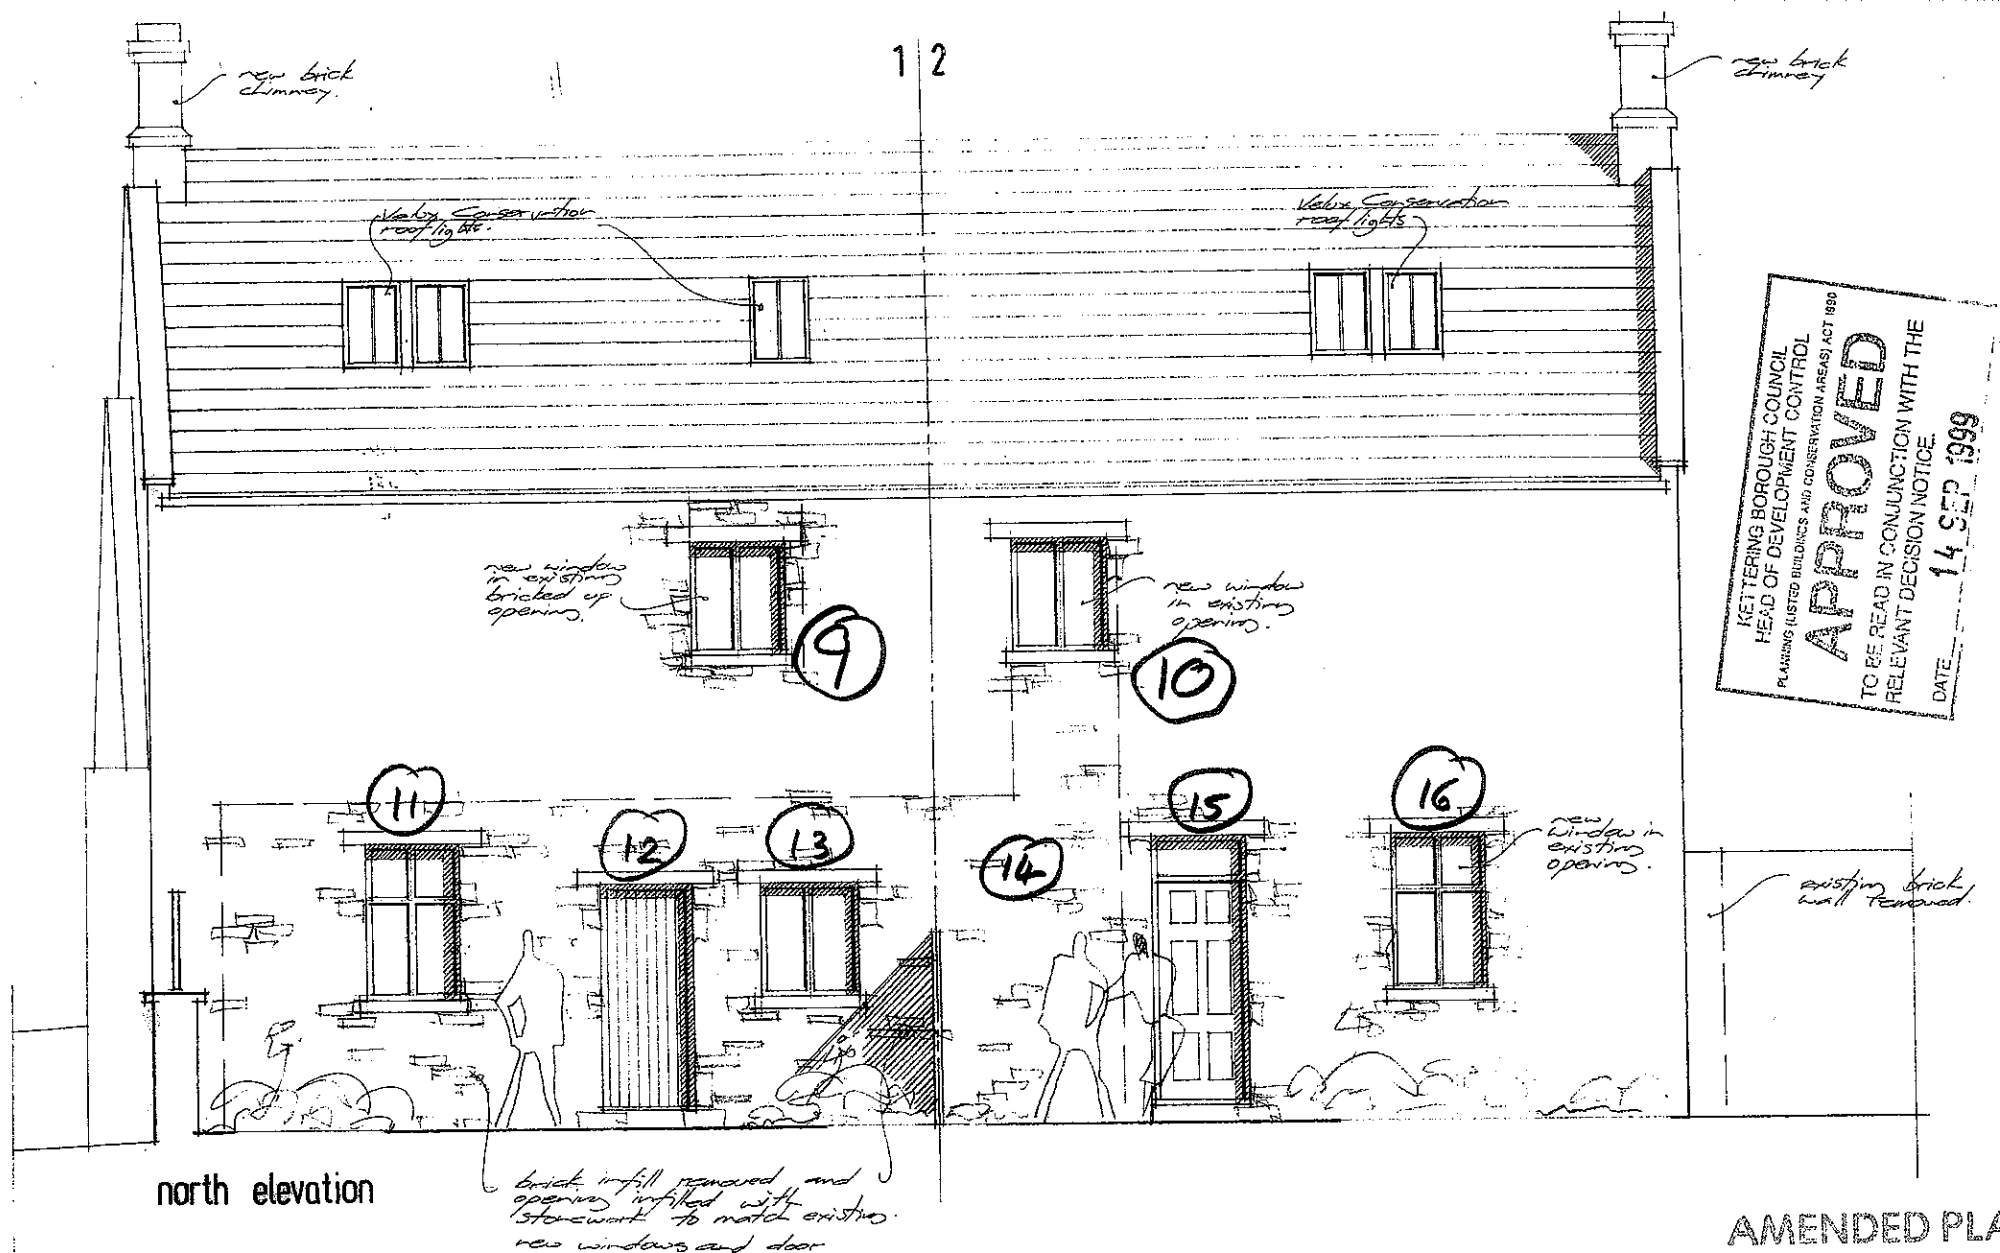 new brick
chimney.
1 2
new brick
chimney
Velux Conservation
rooflights.
Velux Conservation
rooflights
KETTERING BOROUGH COUNCIL
HEAD OF DEVELOPMENT CONTROL
PLANNING (LISTED BUILDINGS AND CONSERVATION AREAS) ACT 1990
APPROVED
TO BE READ IN CONJUNCTION WITH THE
RELEVANT DECISION NOTICE.
DATE 14 SEP 1999
new window
in existing
bricked up
opening.
9
new window
in existing
opening.
10
11
12
13
14
15
16
new
window in
existing
opening.
existing brick
wall removed.
north elevation
brick infill removed and
opening infilled with
stonework to match existing.
new windows and door
AMENDED PLA